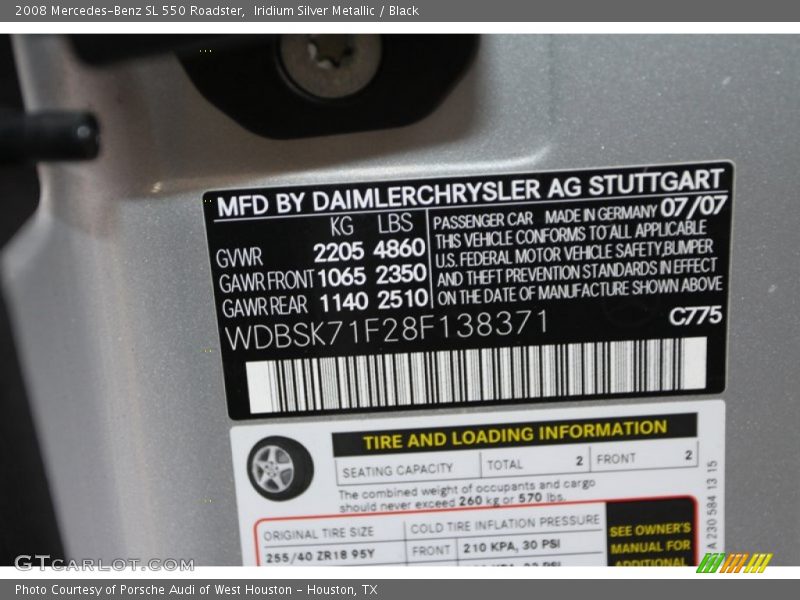 2008 Mercedes-Benz SL 550 Roadster,  Iridium Silver Metallic / Black
MFD BY DAIMLERCHRYSLER AG STUTTGART
KG LBS
GVWR 2205 4860
GAWR FRONT 1065 2350
GAWR REAR 1140 2510
PASSENGER CAR MADE IN GERMANY 07/07
THIS VEHICLE CONFORMS TO ALL APPLICABLE
U.S. FEDERAL MOTOR VEHICLE SAFETY,BUMPER
AND THEFT PREVENTION STANDARDS IN EFFECT
ON THE DATE OF MANUFACTURE SHOWN ABOVE
C775
WDBSK71F28F138371
TIRE AND LOADING INFORMATION
SEATING CAPACITY TOTAL 2 FRONT 2
The combined weight of occupants and cargo
should never exceed 260 kg or 570 lbs.
ORIGINAL TIRE SIZE COLD TIRE INFLATION PRESSURE
255/40 ZR18 95Y FRONT 210 KPA, 30 PSI
SEE OWNER'S
MANUAL FOR
ADDITIONAL
A 230 584 13 15
GTCarLot.com
Photo Courtesy of Porsche Audi of West Houston - Houston, TX